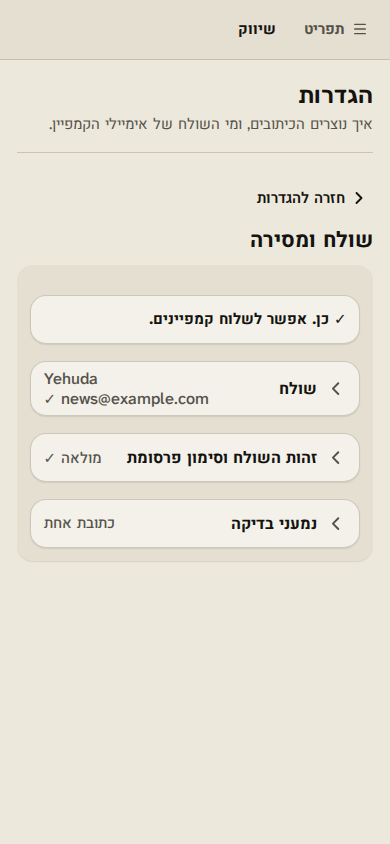 תפריט
שיווק
הגדרות
איך נוצרים הכיתובים, ומי השולח של אימיילי הקמפיין.
חזרה להגדרות
שולח ומסירה
✓ כן. אפשר לשלוח קמפיינים.
שולח
Yehuda
✓ news@example.com
זהות השולח וסימון פרסומת
מולאה ✓
נמעני בדיקה
כתובת אחת